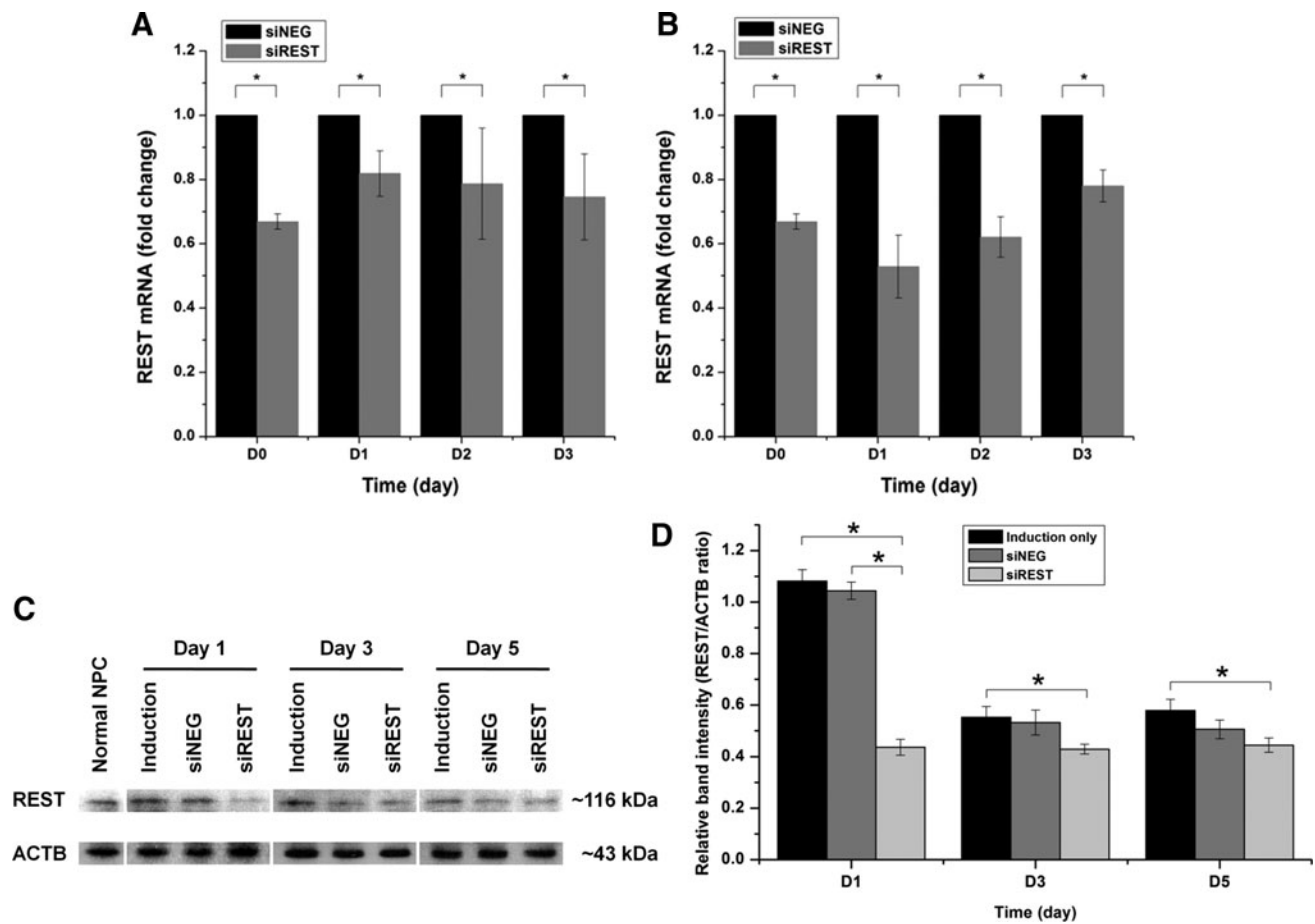 A
siNEG
siREST
1.2
1.0
0.8
0.6
0.4
0.2
0.0
* * * *
REST mRNA (fold change)
D0 D1 D2 D3
Time (day)
B
siNEG
siREST
1.2
1.0
0.8
0.6
0.4
0.2
0.0
* * * *
REST mRNA (fold change)
D0 D1 D2 D3
Time (day)
C
Day 1 Day 3 Day 5
Normal NPC Induction siNEG siREST Induction siNEG siREST Induction siNEG siREST
REST ~116 kDa
ACTB ~43 kDa
D
Induction only
siNEG
siREST
1.2
1.0
0.8
0.6
0.4
0.2
0.0
* * * *
Relative band intensity (REST/ACTB ratio)
D1 D3 D5
Time (day)